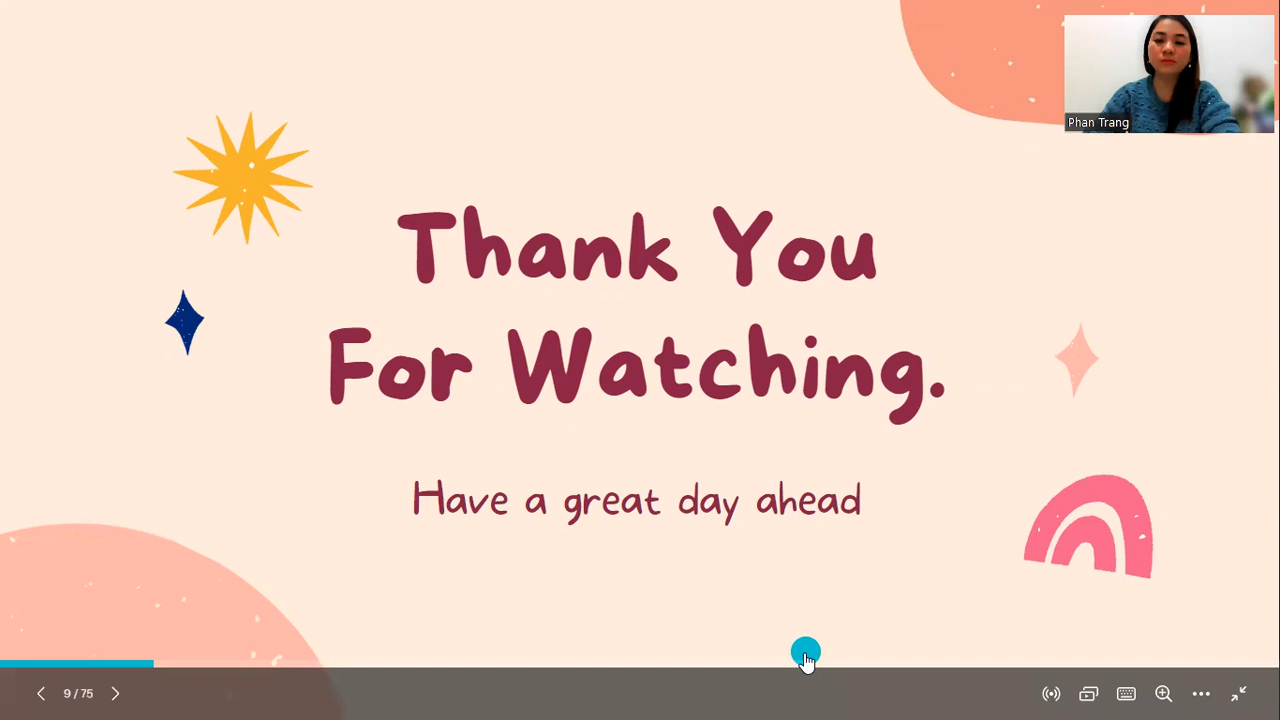 Phan Trang
Thank You
For Watching.
Have a great day ahead
9 / 75